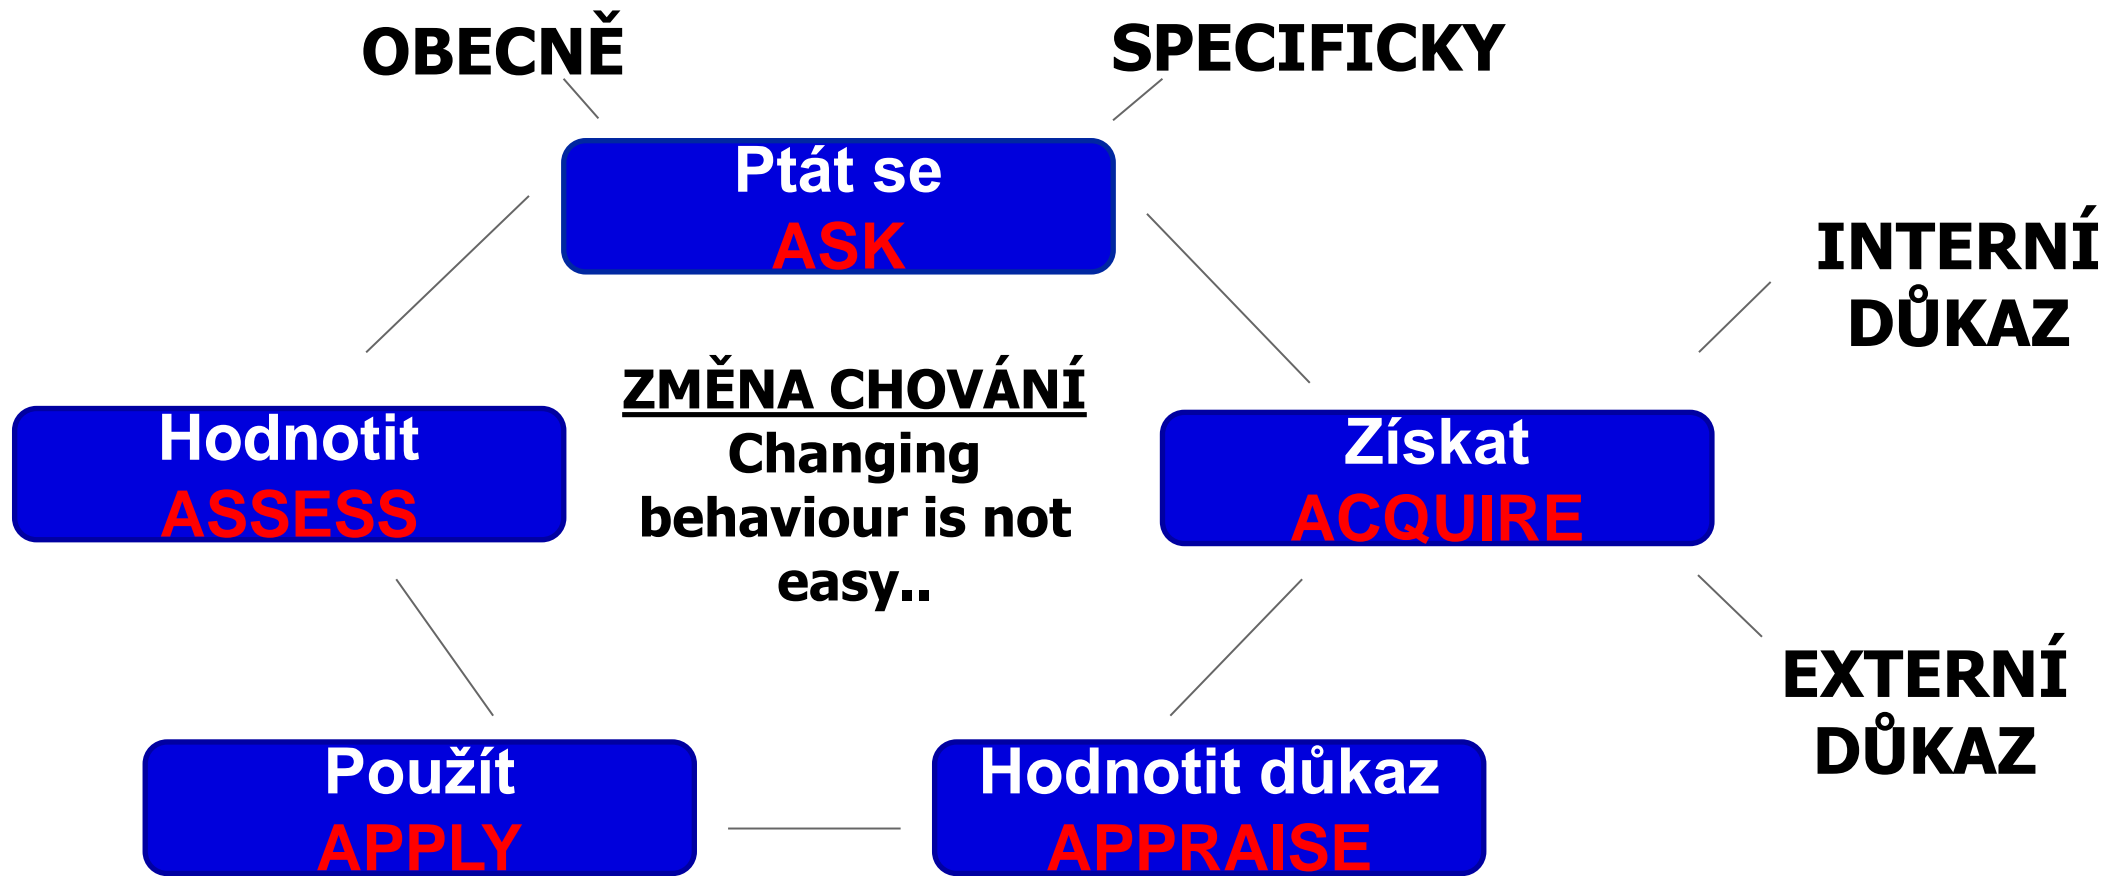 OBECNĚ
SPECIFICKY
Ptát se
ASK
INTERNÍ
DŮKAZ
ZMĚNA CHOVÁNÍ
Changing
behaviour is not
easy..
Hodnotit
ASSESS
Získat
ACQUIRE
EXTERNÍ
DŮKAZ
Použít
APPLY
Hodnotit důkaz
APPRAISE